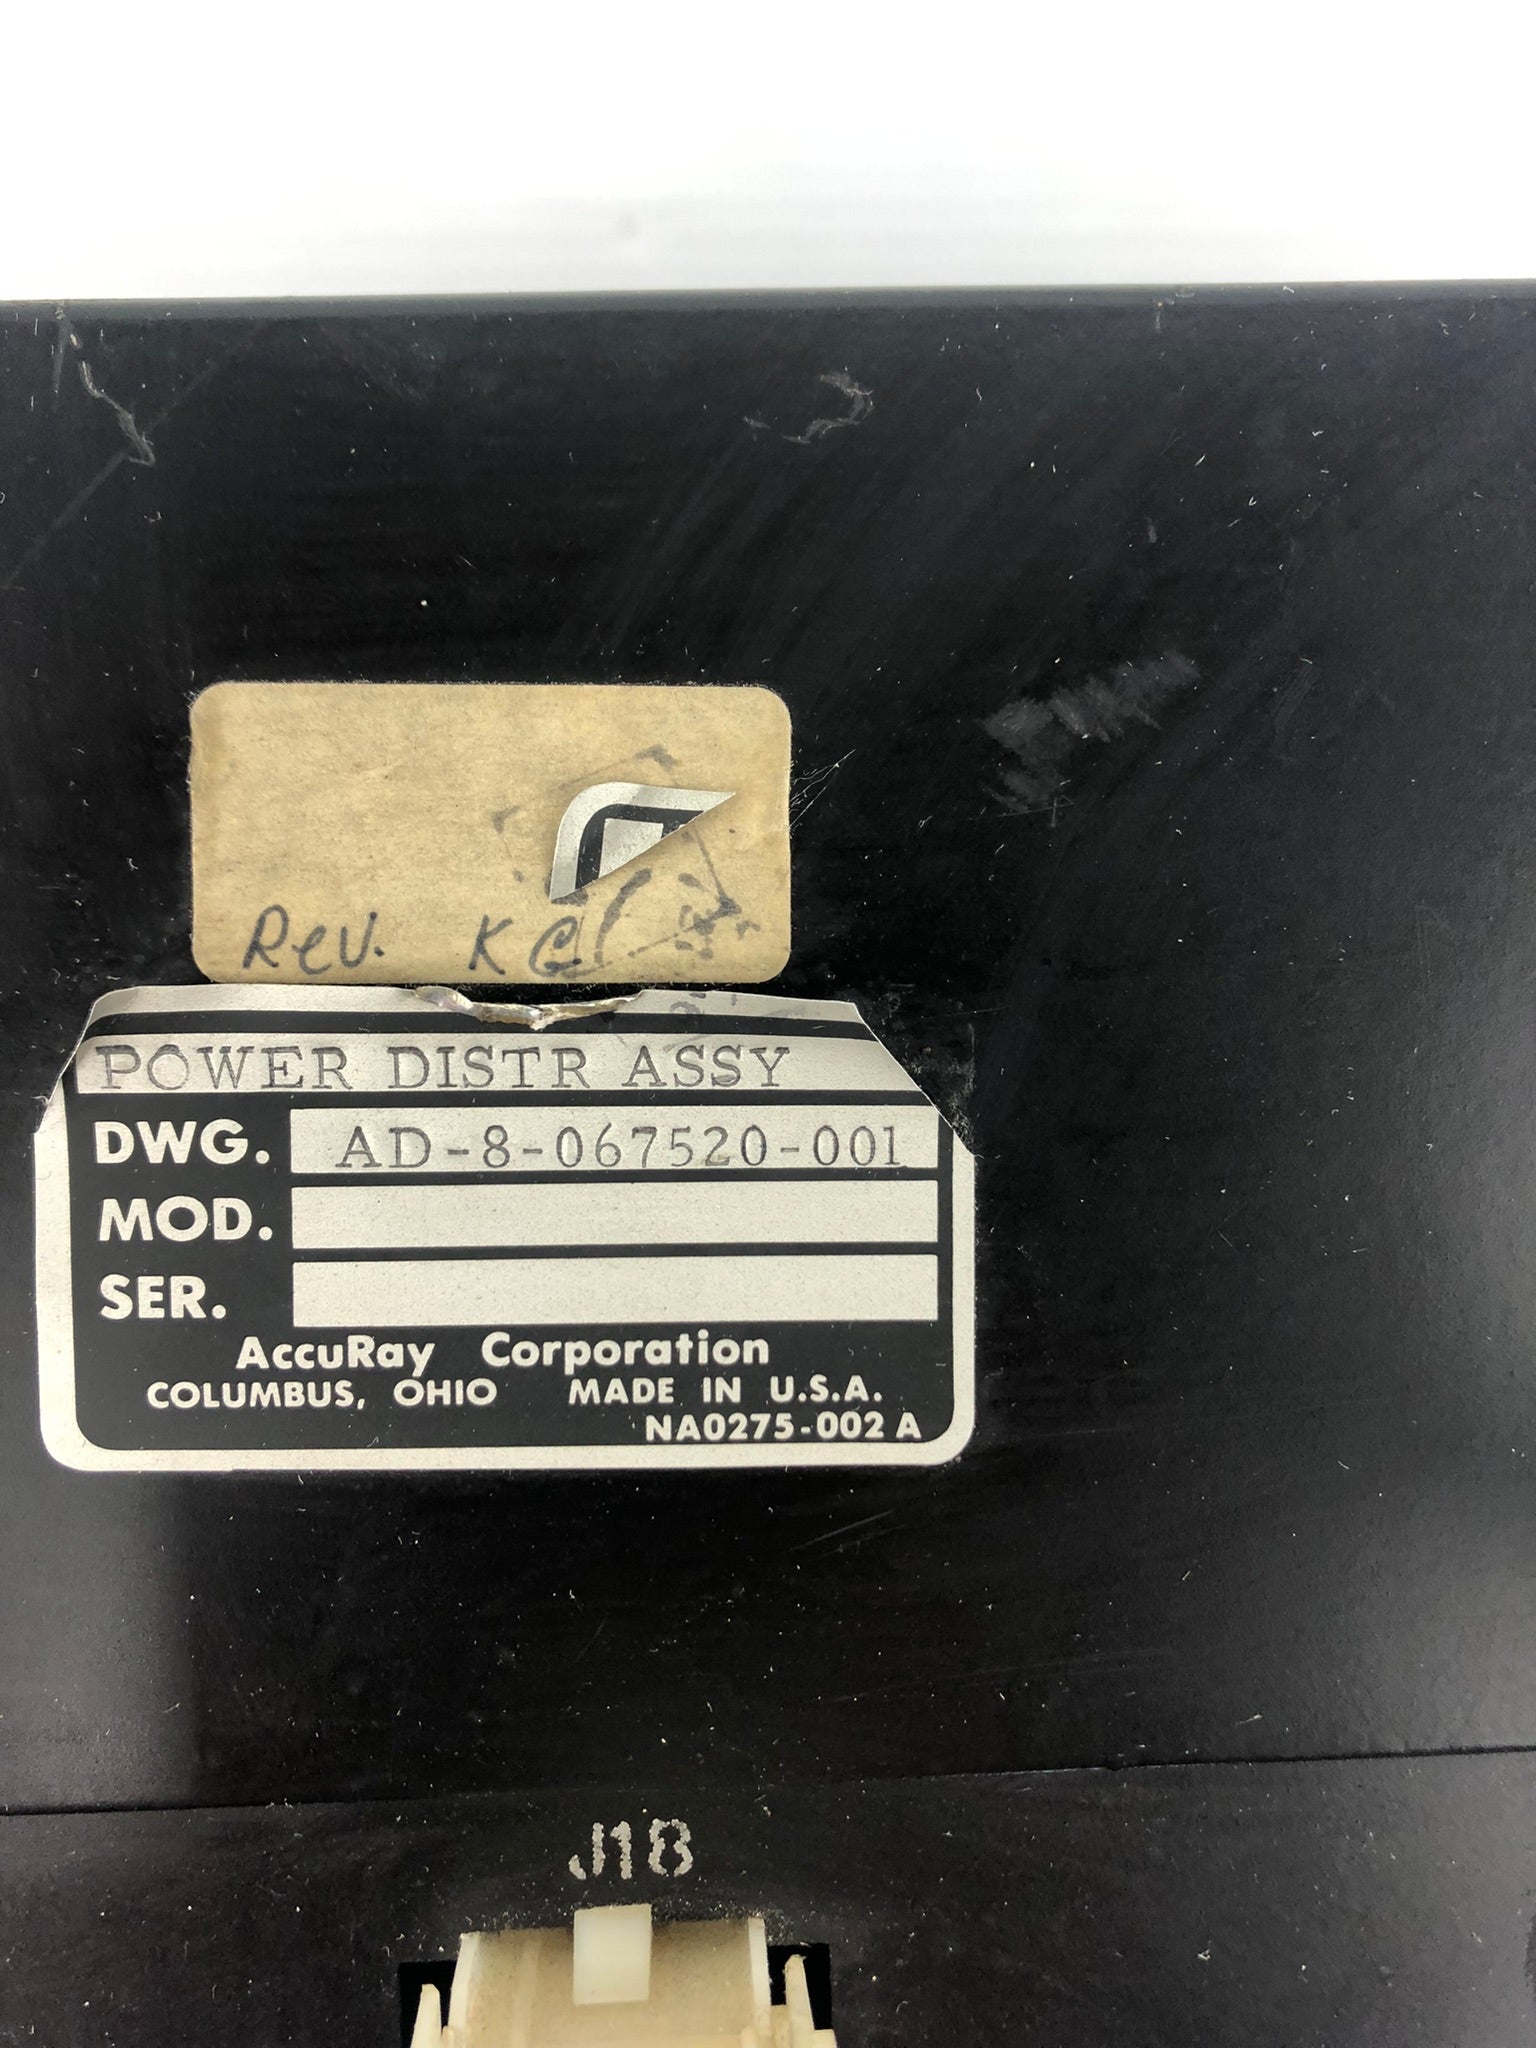 Rev. K
POWER DISTR ASSY
DWG. AD-8-067520-001
MOD.
SER.
AccuRay Corporation
COLUMBUS, OHIO MADE IN U.S.A.
NA0275-002 A
J18